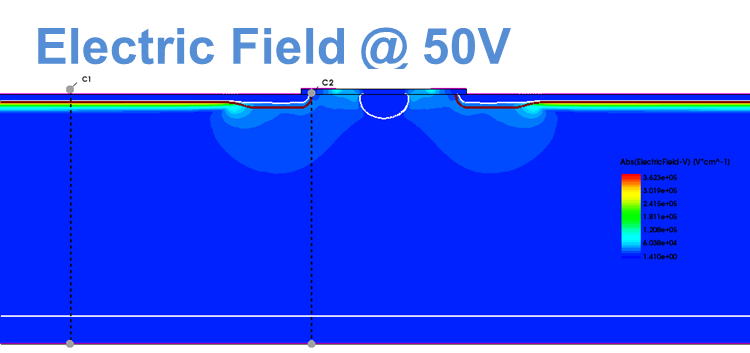 Electric Field @ 50V
C1
C2
Abs(ElectricField-V) (V*cm^-1)
3.623e+05
3.019e+05
2.415e+05
1.811e+05
1.208e+05
6.038e+04
1.410e+00